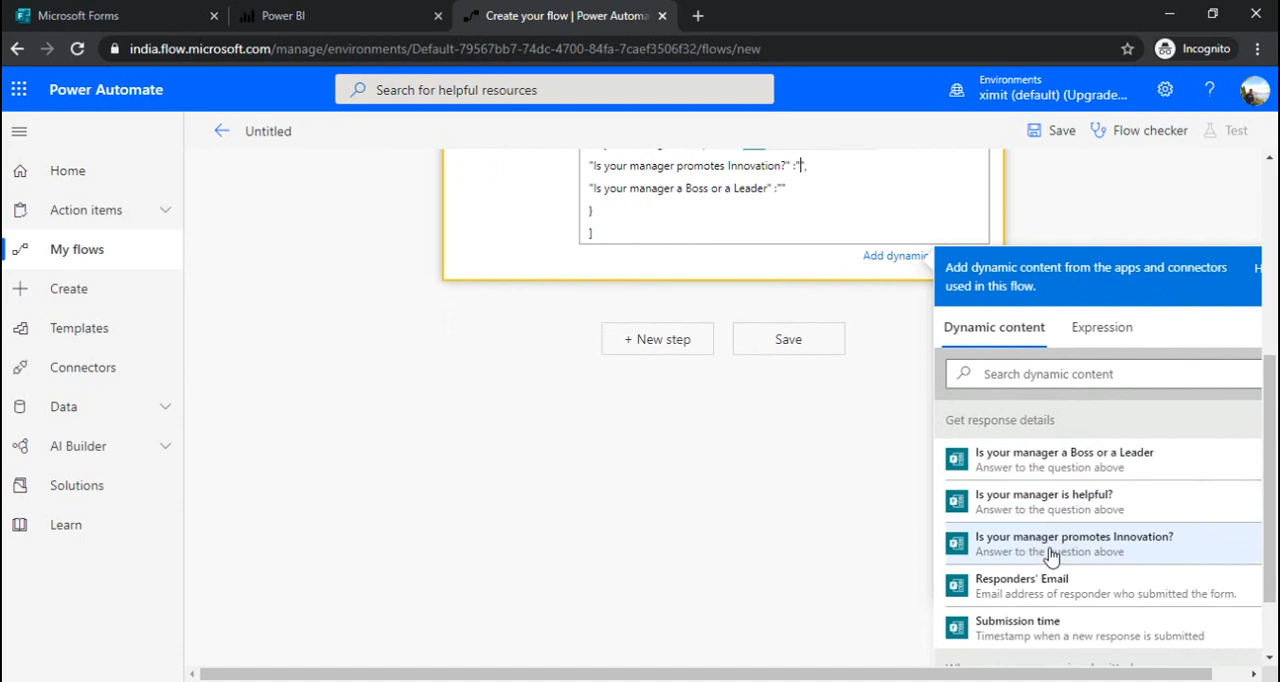 Microsoft Forms
Power BI
Create your flow | Power Automa
india.flow.microsoft.com/manage/environments/Default-79567bb7-74dc-4700-84fa-7caef3506f32/flows/new
Incognito
Power Automate
Search for helpful resources
Environments
ximit (default) (Upgrade...
Untitled
Save
Flow checker
Test
Home
Action items
My flows
Create
Templates
Connectors
Data
AI Builder
Solutions
Learn
"Is your manager promotes Innovation?" :"",
"Is your manager a Boss or a Leader" :""
}
]
Add dynamic
+ New step
Save
Add dynamic content from the apps and connectors
used in this flow.
H
Dynamic content
Expression
Search dynamic content
Get response details
Is your manager a Boss or a Leader
Answer to the question above
Is your manager is helpful?
Answer to the question above
Is your manager promotes Innovation?
Answer to the question above
Responders' Email
Email address of responder who submitted the form.
Submission time
Timestamp when a new response is submitted